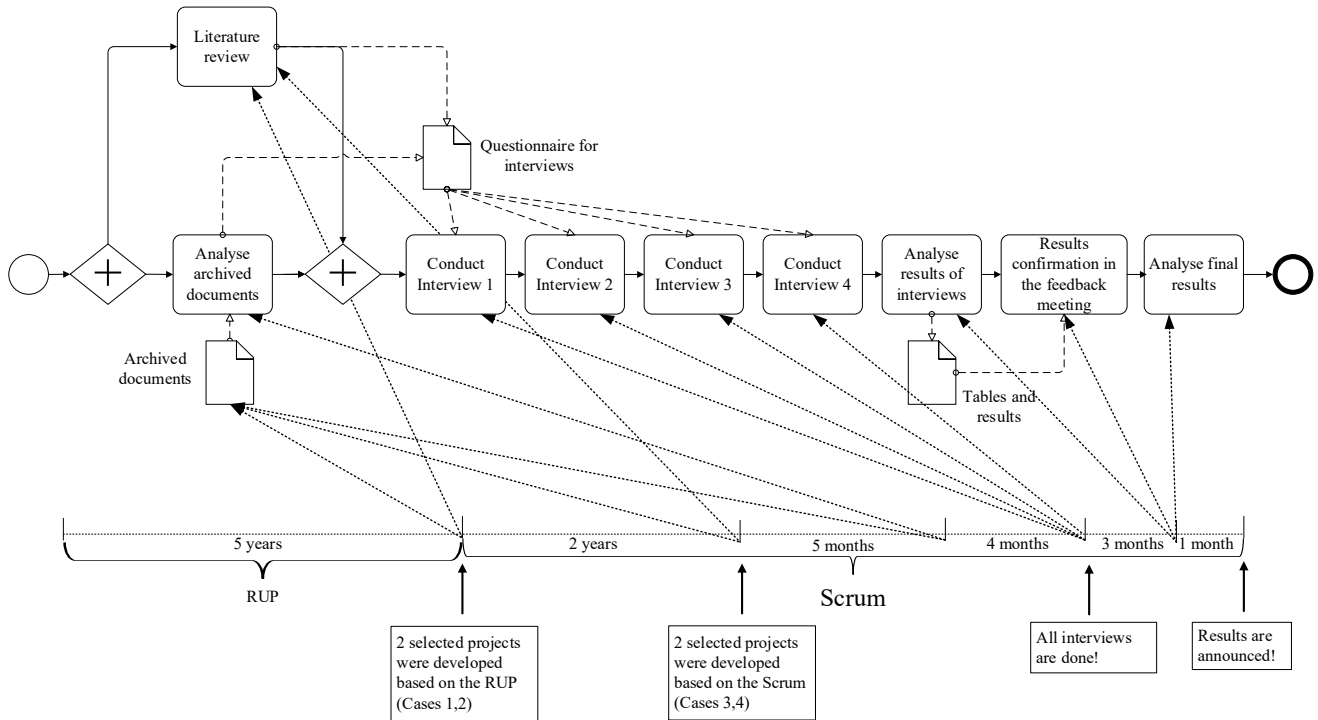 Literature
review
Questionnaire for
interviews
Analyse
archived
documents
Conduct
Interview 1
Conduct
Interview 2
Conduct
Interview 3
Conduct
Interview 4
Analyse
results of
interviews
Results
confirmation in
the feedback
meeting
Analyse final
results
Archived
documents
Tables and
results
5 years
2 years
5 months
4 months
3 months
1 month
RUP
Scrum
2 selected projects
were developed
based on the RUP
(Cases 1,2)
2 selected projects
were developed
based on the Scrum
(Cases 3,4)
All interviews
are done!
Results are
announced!